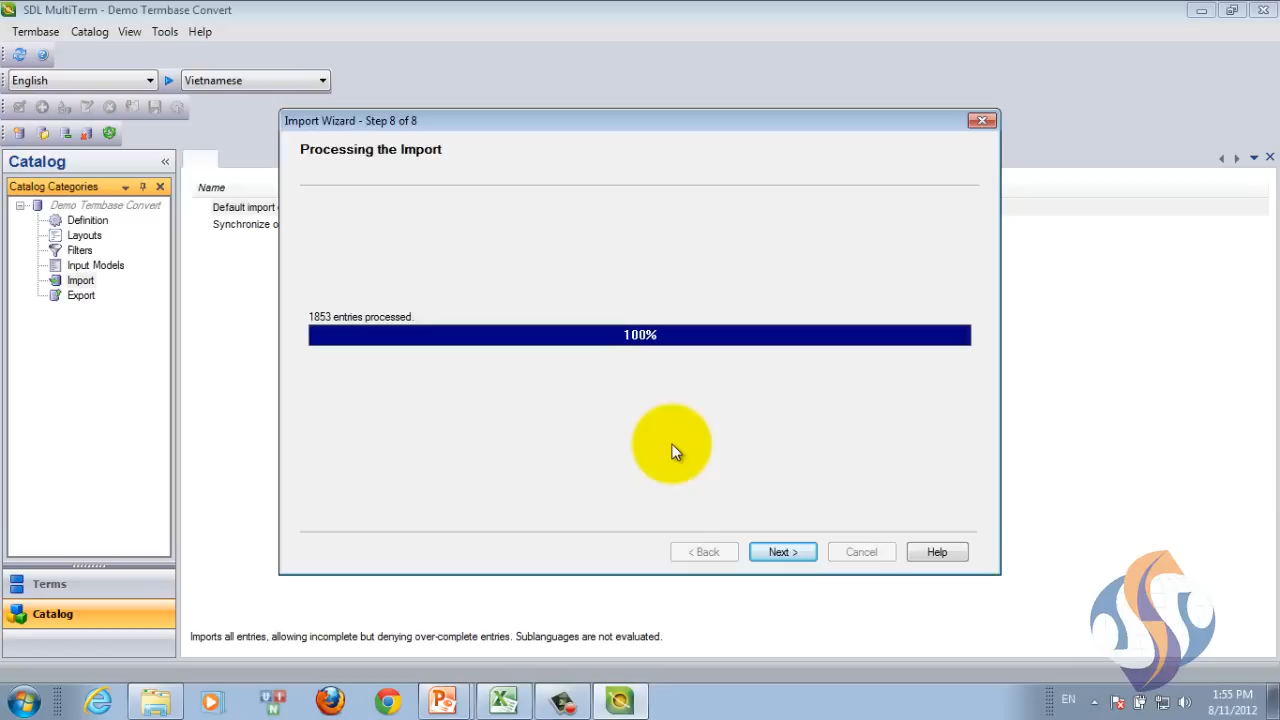 SDL MultiTerm - Demo Termbase Convert
Termbase Catalog View Tools Help
English Vietnamese
Catalog
Catalog Categories
Demo Termbase Convert
Definition
Layouts
Filters
Input Models
Import
Export
Terms
Catalog
Name
Default import
Synchronize o
Import Wizard - Step 8 of 8
Processing the Import
1853 entries processed.
100%
< Back Next > Cancel Help
Imports all entries, allowing incomplete but denying over-complete entries. Sublanguages are not evaluated.
EN
1:55 PM
8/11/2012